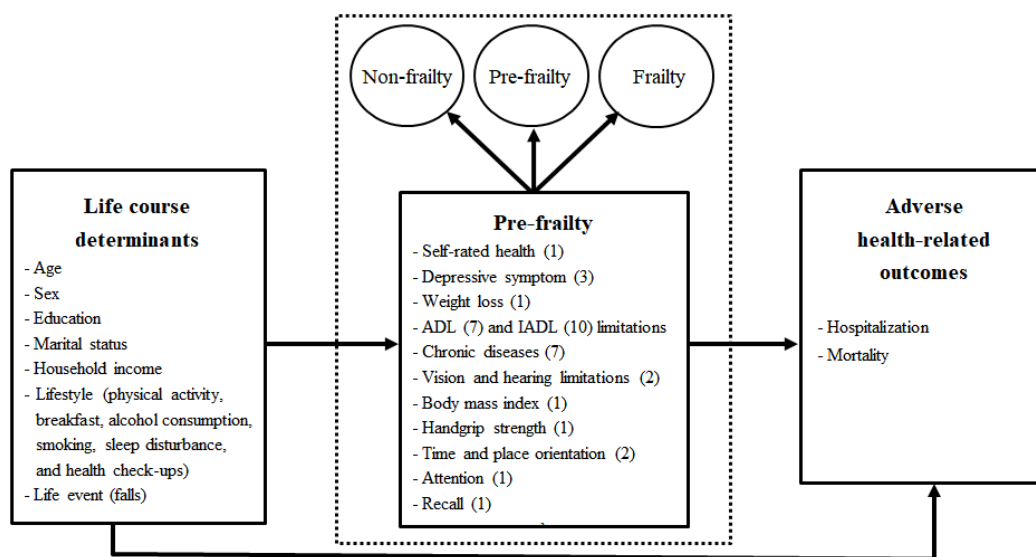 Non-frailty
Pre-frailty
Frailty
Life course
determinants
- Age
- Sex
- Education
- Marital status
- Household income
- Lifestyle (physical activity,
breakfast, alcohol consumption,
smoking, sleep disturbance,
and health check-ups)
- Life event (falls)
Pre-frailty
- Self-rated health (1)
- Depressive symptom (3)
- Weight loss (1)
- ADL (7) and IADL (10) limitations
- Chronic diseases (7)
- Vision and hearing limitations (2)
- Body mass index (1)
- Handgrip strength (1)
- Time and place orientation (2)
- Attention (1)
- Recall (1)
Adverse
health-related
outcomes
- Hospitalization
- Mortality